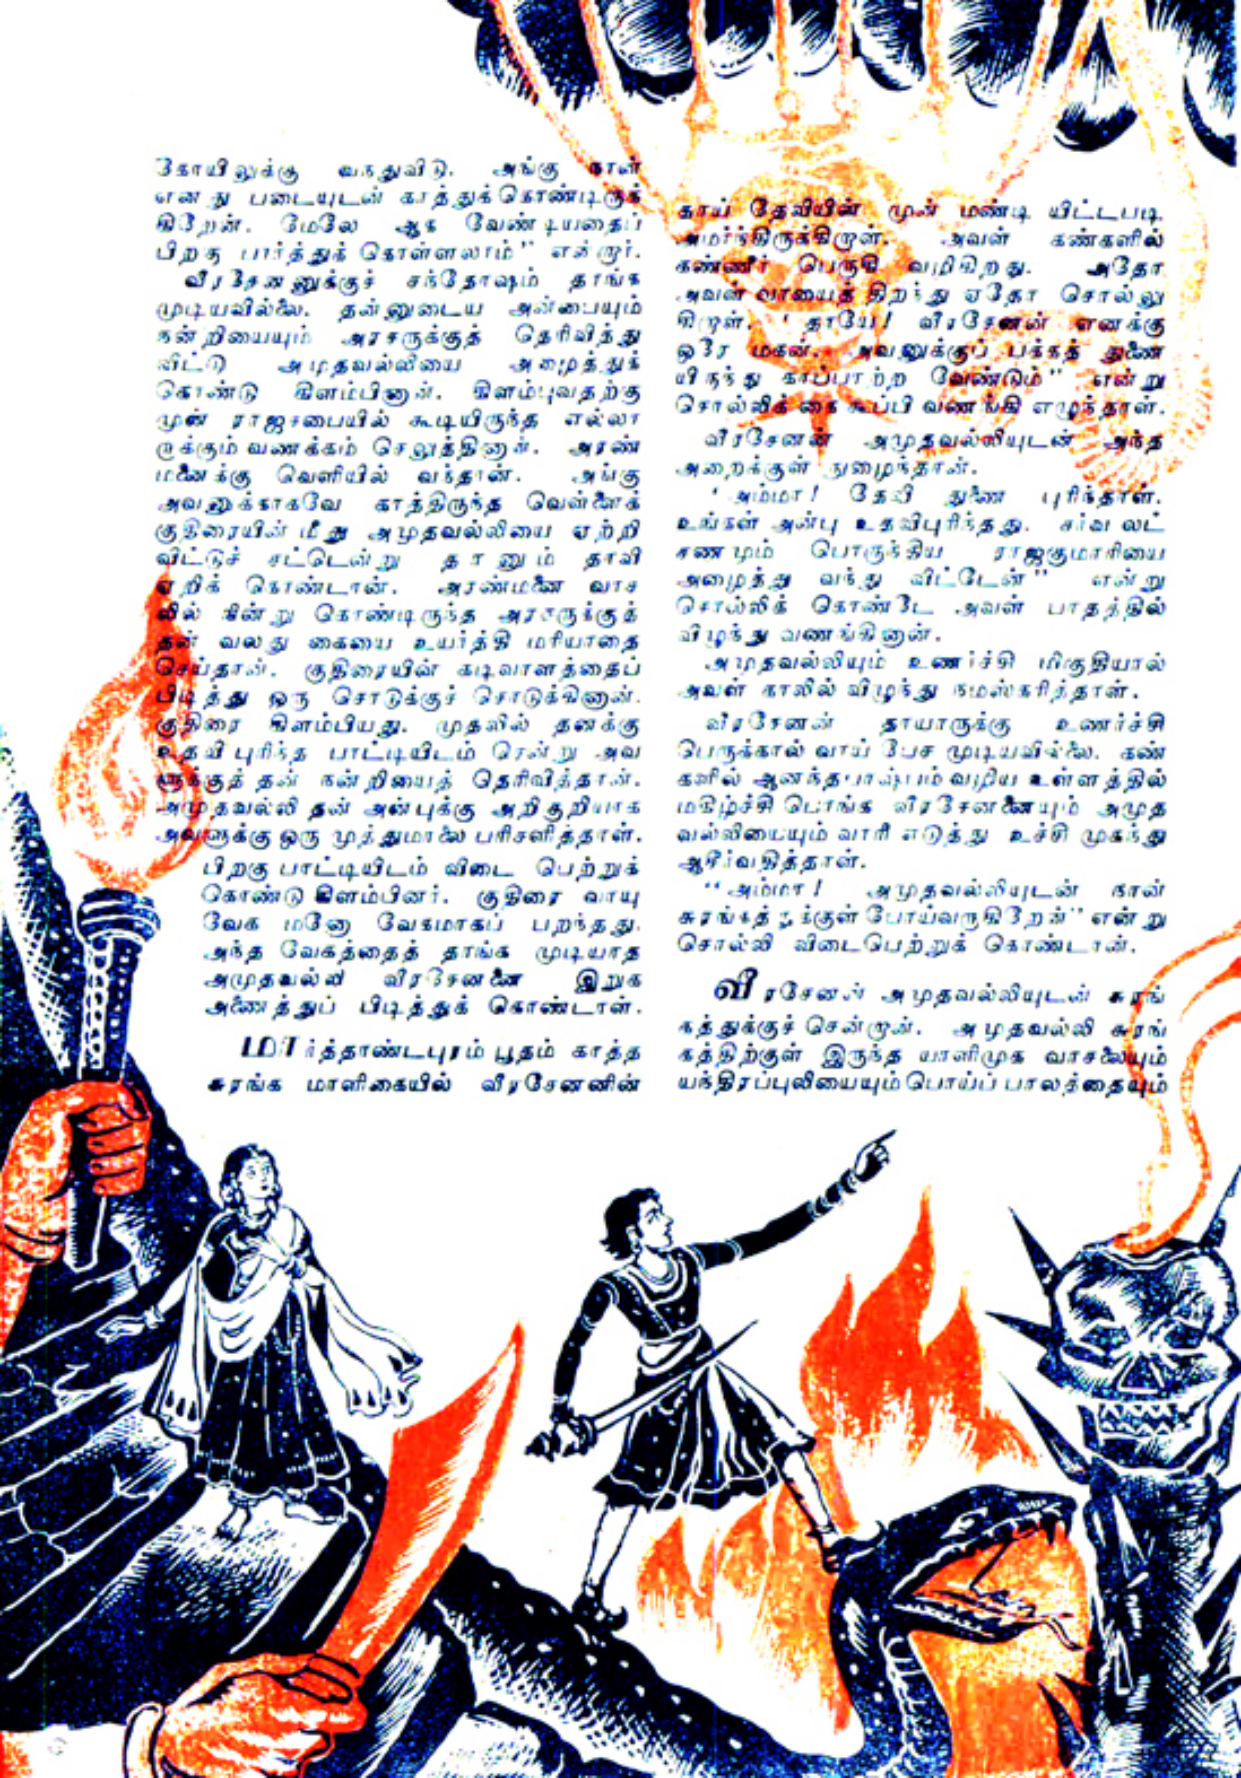 கோயிலுக்கு வந்துவிடு. அங்கு நான்
எனது படையுடன் காத்துக்கொண்டிருக்
கிறேன். மேலே ஆக வேண்டியதைப்
பிறகு பார்த்துக் கொள்ளலாம்” என்றார்.
வீரசேனனுக்குச் சந்தோஷம் தாங்க
முடியவில்லை. தன்னுடைய அன்பையும்
நன்றியையும் அரசருக்குத் தெரிவித்து
விட்டு அமுதவல்லியை அழைத்துக்
கொண்டு கிளம்பினான். கிளம்புவதற்கு
முன் ராஜசபையில் கூடியிருந்த எல்லா
ருக்கும் வணக்கம் செலுத்தினான். அரண்
மனைக்கு வெளியில் வந்தான். அங்கு
அவனுக்காகவே காத்திருந்த வெள்ளைக்
குதிரையின் மீது அமுதவல்லியை ஏற்றி
விட்டுச் சட்டென்று தானும் தாவி
ஏறிக் கொண்டான். அரண்மனை வாச
லில் நின்று கொண்டிருந்த அரசருக்குத்
தன் வலது கையை உயர்த்தி மரியாதை
செய்தான். குதிரையின் கடிவாளத்தைப்
பிடித்து ஒரு சொடுக்குச் சொடுக்கினான்.
குதிரை கிளம்பியது. முதலில் தனக்கு
உதவி புரிந்த பாட்டியிடம் சென்று அவ
ளுக்குத் தன் நன்றியைத் தெரிவித்தான்.
அமுதவல்லி தன் அன்புக்கு அறிகுறியாக
அவளுக்கு ஒரு முத்துமாலை பரிசளித்தாள்.
பிறகு பாட்டியிடம் விடை பெற்றுக்
கொண்டு கிளம்பினர். குதிரை வாயு
வேக மனோ வேகமாகப் பறந்தது.
அந்த வேகத்தைத் தாங்க முடியாத
அமுதவல்லி வீரசேனனை இறுக
அணைத்துப் பிடித்துக் கொண்டாள்.
மார்த்தாண்டபுரம் பூதம் காத்த
சுரங்க மாளிகையில் வீரசேனனின்
தாய் தேவியின் முன் மண்டி யிட்டபடி
அமர்ந்திருக்கிறாள். அவள் கண்களில்
கண்ணீர் பெருகி வழிகிறது. அதோ
அவள் வாயைத் திறந்து ஏதோ சொல்லு
கிறாள். “தாயே! வீரசேனன் எனக்கு
ஒரே மகன். அவனுக்குப் பக்கத் துணை
யிருந்து காப்பாற்ற வேண்டும்” என்று
சொல்லிக் கை கூப்பி வணங்கி எழுந்தாள்.
வீரசேனன் அமுதவல்லியுடன் அந்த
அறைக்குள் நுழைந்தான்.
“அம்மா! தேவி துணை புரிந்தாள்.
உங்கள் அன்பு உதவிபுரிந்தது. சர்வ லட்
சணமும் பொருந்திய ராஜகுமாரியை
அழைத்து வந்து விட்டேன்” என்று
சொல்லிக் கொண்டே அவள் பாதத்தில்
விழுந்து வணங்கினான்.
அமுதவல்லியும் உணர்ச்சி மிகுதியால்
அவள் காலில் விழுந்து நமஸ்கரித்தாள்.
வீரசேனன் தாயாருக்கு உணர்ச்சி
பெருக்கால் வாய் பேச முடியவில்லை. கண்
களில் ஆனந்தபாஷ்பம் வழிய உள்ளத்தில்
மகிழ்ச்சி பொங்க வீரசேனனையும் அமுத
வல்லியையும் வாரி எடுத்து உச்சி முகந்து
ஆசீர்வதித்தாள்.
“அம்மா! அமுதவல்லியுடன் நான்
சுரங்கத்துக்குள் போய்வருகிறேன்” என்று
சொல்லி விடைபெற்றுக் கொண்டான்.
வீரசேனன் அமுதவல்லியுடன் சுரங்
கத்துக்குச் சென்றான். அமுதவல்லி சுரங்
கத்திற்குள் இருந்த யாளிமுக வாசலையும்
யந்திரப்புலியையும் பொய்ப் பாலத்தையும்